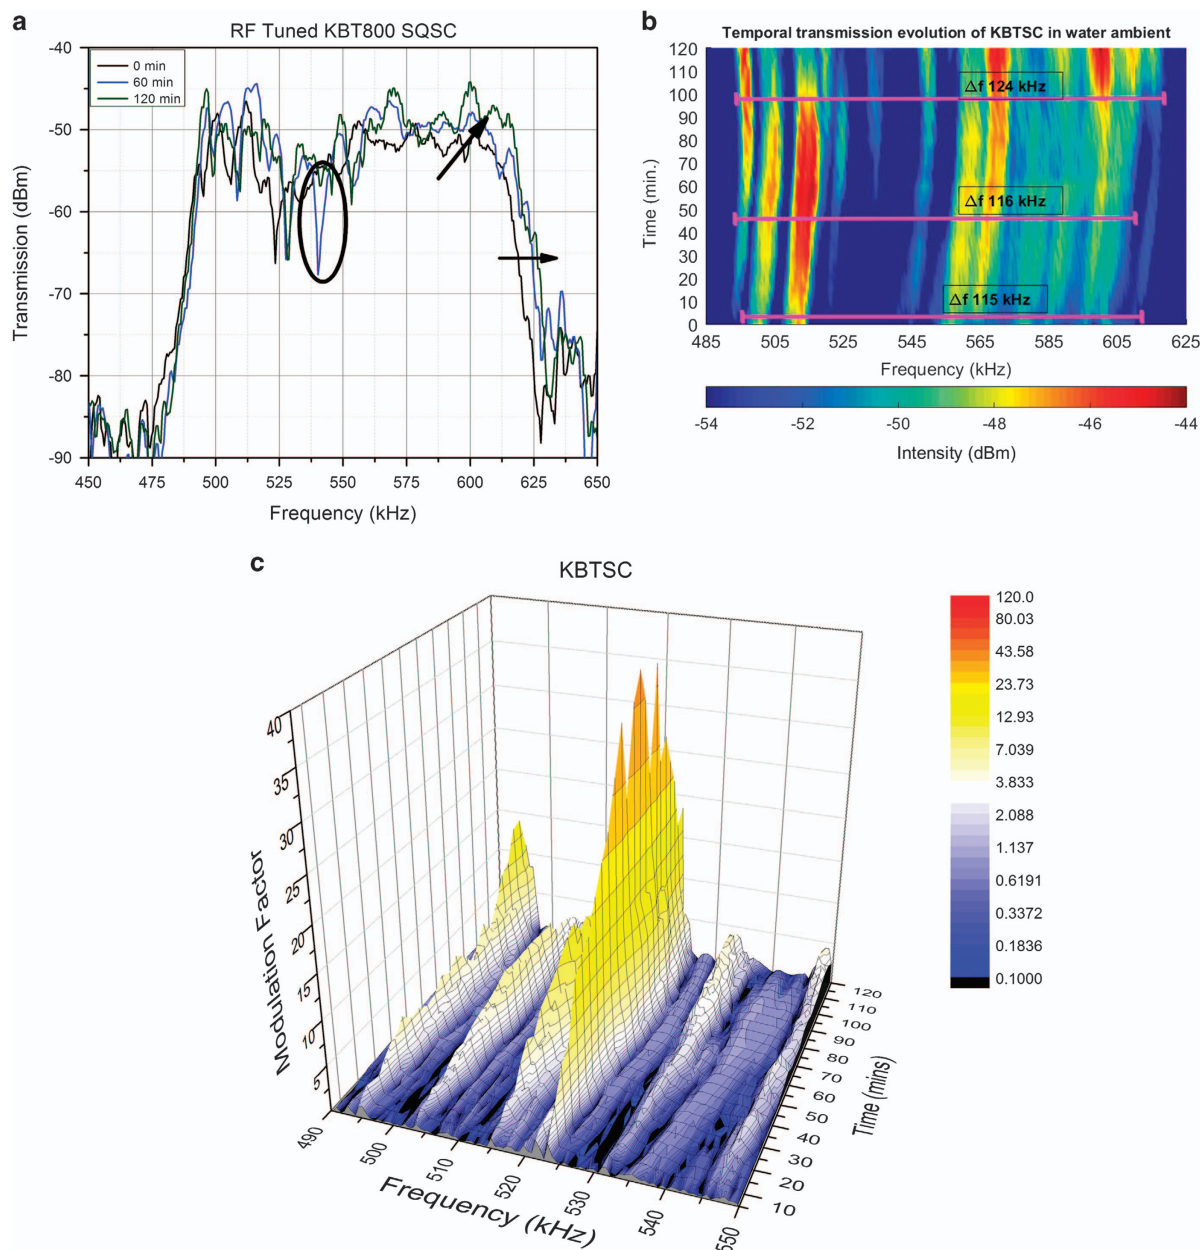 a
RF Tuned KBT800 SQSC
0 min
60 min
120 min
-40
-50
-60
-70
-80
-90
Transmission (dBm)
450 475 500 525 550 575 600 625 650
Frequency (kHz)
b
Temporal transmission evolution of KBTSC in water ambient
120
110
100
90
80
70
60
50
40
30
20
10
0
Time (min.)
Δf 124 kHz
Δf 116 kHz
Δf 115 kHz
485 505 525 545 565 585 605 625
Frequency (kHz)
-54 -52 -50 -48 -46 -44
Intensity (dBm)
c
KBTSC
40
35
30
25
20
15
10
5
Modulation Factor
490 500 510 520 530 540 550
Frequency (kHz)
120
110
100
90
80
70
60
50
40
30
20
10
Time (mins)
120.0
80.03
43.58
23.73
12.93
7.039
3.833
2.088
1.137
0.6191
0.3372
0.1836
0.1000